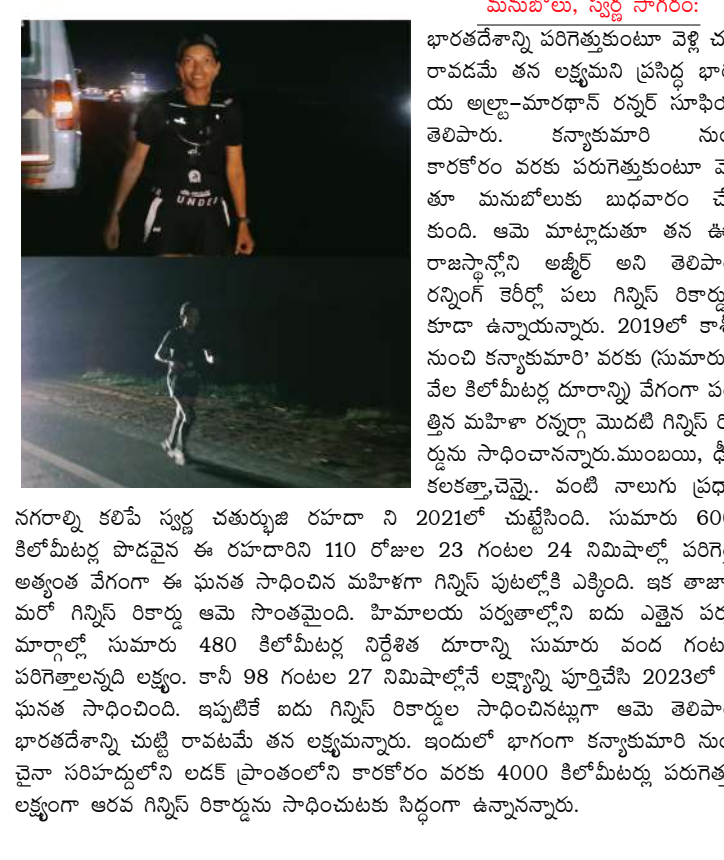 మనుబోలు, స్వర్ణ సాగరం:
భారతదేశాన్ని పరిగెత్తుకుంటూ వెళ్లి
రావడమే తన లక్ష్యమని ప్రసిద్ధ
య అల్ట్రా-మారథాన్ రన్నర్
తెలిపారు. కన్యాకుమారి
కారకోరం వరకు పరుగెత్తుకుంటూ
తూ మనుబోలుకు బుధవారం
కుంది. ఆమె మాట్లాడుతూ తన
రాజస్థాన్లోని అజ్మీర్ అని
రన్నింగ్ కెరీర్లో పలు గిన్నిస్
కూడా ఉన్నాయన్నారు. 2019లో
నుంచి కన్యాకుమారి' వరకు (సుమారు
వేల కిలోమీటర్ల దూరాన్ని) వేగంగా
త్తిన మహిళా రన్నర్గా మొదటి గిన్నిస్
ర్డును సాధించానన్నారు.ముంబయి,
కలకత్తా,చెన్నై.. వంటి నాలుగు
నగరాల్ని కలిపే స్వర్ణ చతుర్భుజి రహదా ని 2021లో చుట్టేసింది. సుమారు
కిలోమీటర్ల పొడవైన ఈ రహదారిని 110 రోజుల 23 గంటల 24 నిమిషాల్లో
అత్యంత వేగంగా ఈ ఘనత సాధించిన మహిళగా గిన్నిస్ పుటల్లోకి ఎక్కింది. ఇక
మరో గిన్నిస్ రికార్డు ఆమె సొంతమైంది. హిమాలయ పర్వతాల్లోని ఐదు ఎత్తైన
మార్గాల్లో సుమారు 480 కిలోమీటర్ల నిర్దేశిత దూరాన్ని సుమారు వంద
పరిగెత్తాలన్నది లక్ష్యం. కానీ 98 గంటల 27 నిమిషాల్లోనే లక్ష్యాన్ని పూర్తిచేసి 2023లో
ఘనత సాధించింది. ఇప్పటికే ఐదు గిన్నిస్ రికార్డుల సాధించినట్లుగా ఆమె
భారతదేశాన్ని చుట్టి రావటమే తన లక్ష్యమన్నారు. ఇందులో భాగంగా కన్యాకుమారి
చైనా సరిహద్దులోని లడక్ ప్రాంతంలోని కారకోరం వరకు 4000 కిలోమీటర్లు
లక్ష్యంగా ఆరవ గిన్నిస్ రికార్డును సాధించుటకు సిద్ధంగా ఉన్నానన్నారు.
UNDE